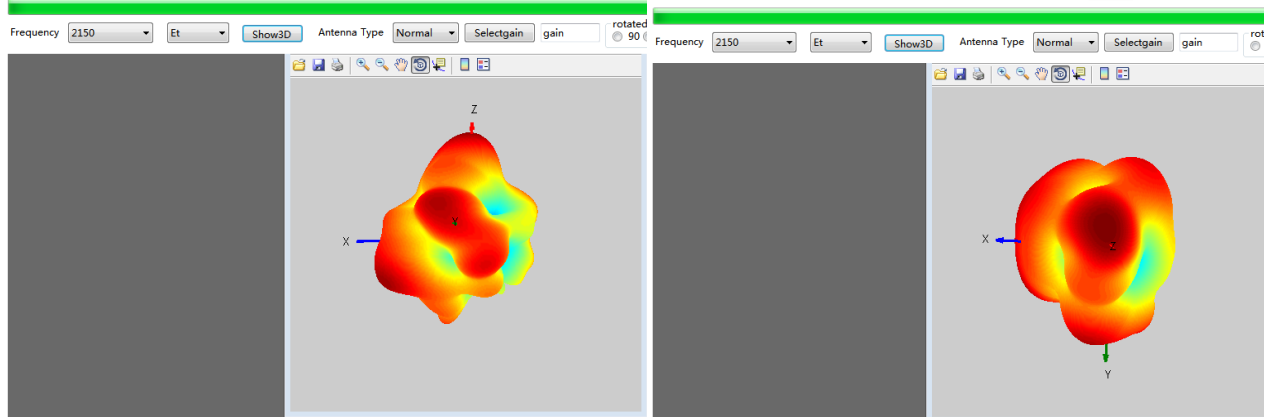 Frequency 2150 Et Show3D Antenna Type Normal Selectgain gain rotated
90
Z
Y
X
Frequency 2150 Et Show3D Antenna Type Normal Selectgain gain
X
Z
Y